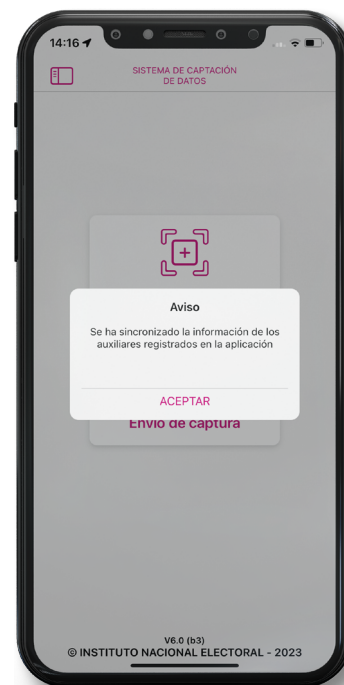 14:16
SISTEMA DE CAPTACIÓN
DE DATOS
Aviso
Se ha sincronizado la información de los
auxiliares registrados en la aplicación
ACEPTAR
Envío de captura
V6.0 (b3)
© INSTITUTO NACIONAL ELECTORAL - 2023